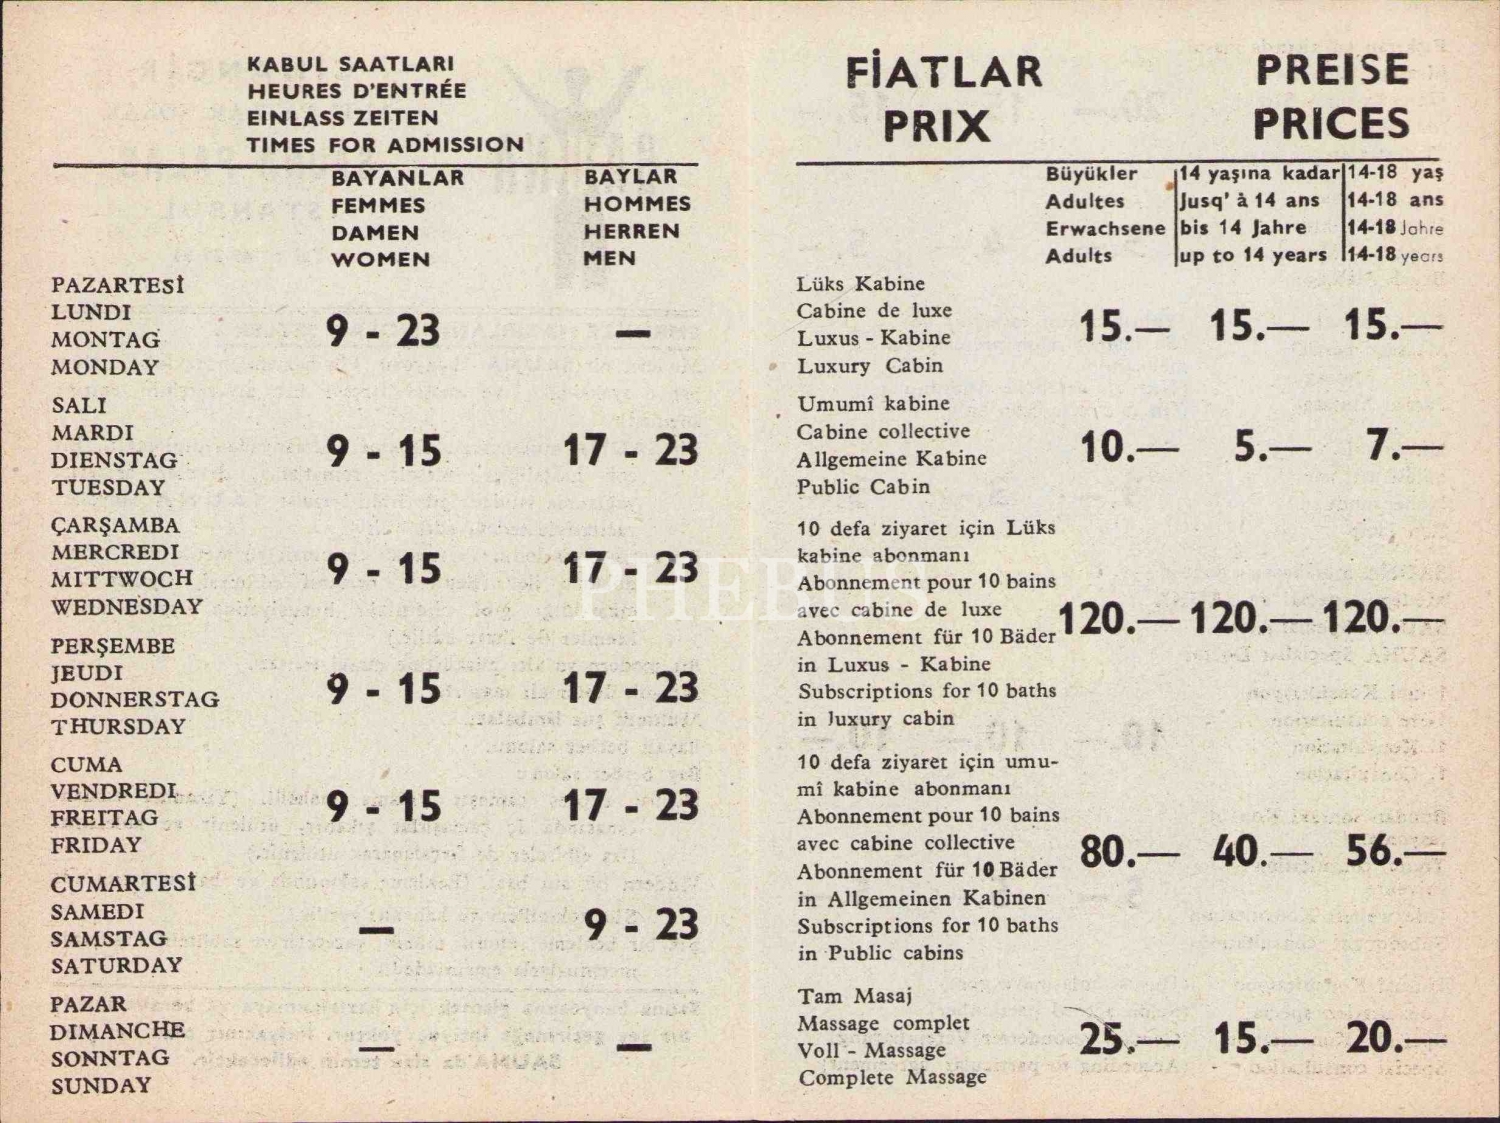 KABUL SAATLARI
HEURES D'ENTRÉE
EINLASS ZEITEN
TIMES FOR ADMISSION
BAYANLAR BAYLAR
FEMMES HOMMES
DAMEN HERREN
WOMEN MEN
PAZARTESİ
LUNDI
MONTAG
MONDAY
9 - 23 —
SALI
MARDI
DIENSTAG
TUESDAY
9 - 15 17 - 23
ÇARŞAMBA
MERCREDI
MITTWOCH
WEDNESDAY
9 - 15 17 - 23
PERŞEMBE
JEUDI
DONNERSTAG
THURSDAY
9 - 15 17 - 23
CUMA
VENDREDI
FREITAG
FRIDAY
9 - 15 17 - 23
CUMARTESİ
SAMEDI
SAMSTAG
SATURDAY
— 9 - 23
PAZAR
DIMANCHE
SONNTAG
SUNDAY
— —
FİATLAR PREISE
PRIX PRICES
Büyükler 14 yaşına kadar 14-18 yaş
Adultes Jusq' à 14 ans 14-18 ans
Erwachsene bis 14 Jahre 14-18 Jahre
Adults up to 14 years 14-18 years
Lüks Kabine
Cabine de luxe
Luxus - Kabine
Luxury Cabin
15.— 15.— 15.—
Umumî kabine
Cabine collective
Allgemeine Kabine
Public Cabin
10.— 5.— 7.—
10 defa ziyaret için Lüks
kabine abonmanı
Abonnement pour 10 bains
avec cabine de luxe
Abonnement für 10 Bäder
in Luxus - Kabine
Subscriptions for 10 baths
in luxury cabin
120.— 120.— 120.—
10 defa ziyaret için umu-
mî kabine abonmanı
Abonnement pour 10 bains
avec cabine collective
Abonnement für 10 Bäder
in Allgemeinen Kabinen
Subscriptions for 10 baths
in Public cabins
80.— 40.— 56.—
Tam Masaj
Massage complet
Voll - Massage
Complete Massage
25.— 15.— 20.—
PHEBUS